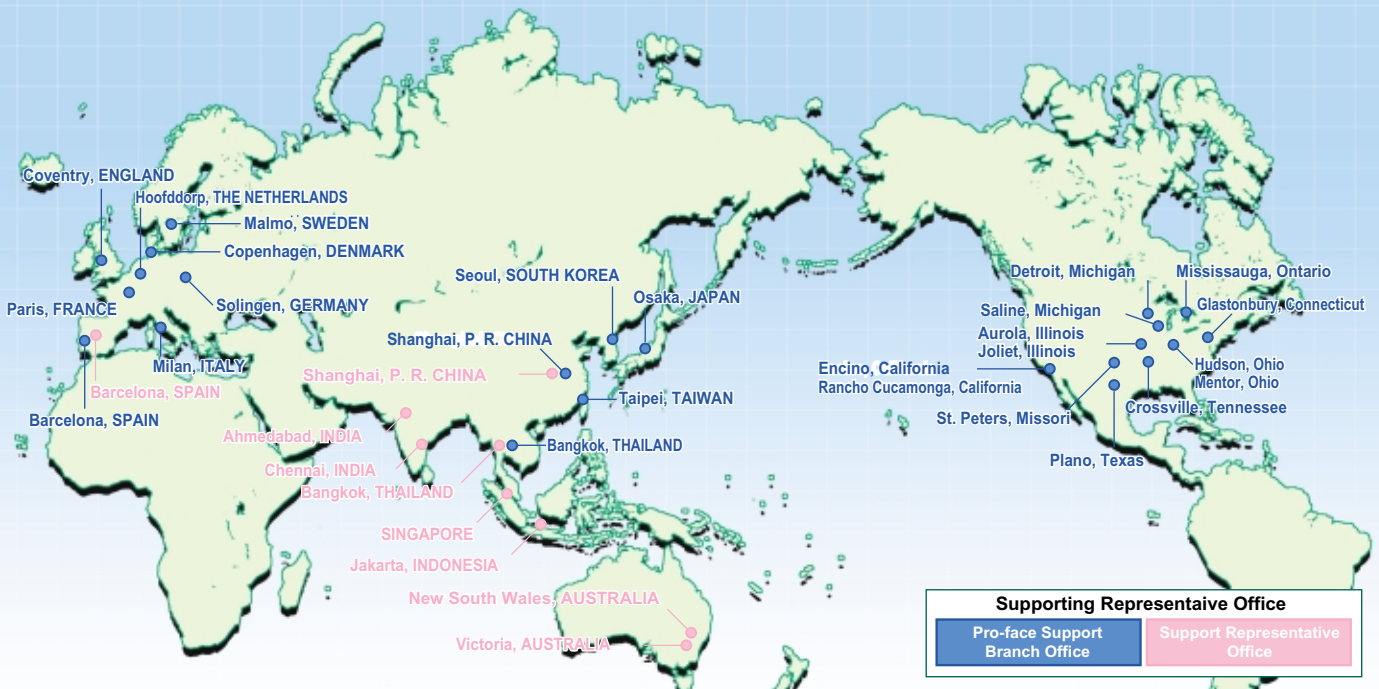 Coventry, ENGLAND
Hoofddorp, THE NETHERLANDS
Malmo, SWEDEN
Copenhagen, DENMARK
Solingen, GERMANY
Paris, FRANCE
Milan, ITALY
Barcelona, SPAIN
Barcelona, SPAIN
Seoul, SOUTH KOREA
Osaka, JAPAN
Shanghai, P. R. CHINA
Shanghai, P. R. CHINA
Taipei, TAIWAN
Ahmedabad, INDIA
Bangkok, THAILAND
Chennai, INDIA
Bangkok, THAILAND
SINGAPORE
Jakarta, INDONESIA
New South Wales, AUSTRALIA
Victoria, AUSTRALIA
Detroit, Michigan
Mississauga, Ontario
Saline, Michigan
Glastonbury, Connecticut
Aurola, Illinois
Joliet, Illinois
Encino, California
Rancho Cucamonga, California
Hudson, Ohio
Mentor, Ohio
St. Peters, Missori
Crossville, Tennessee
Plano, Texas
Supporting Representaive Office
Pro-face Support
Branch Office
Support Representative
Office